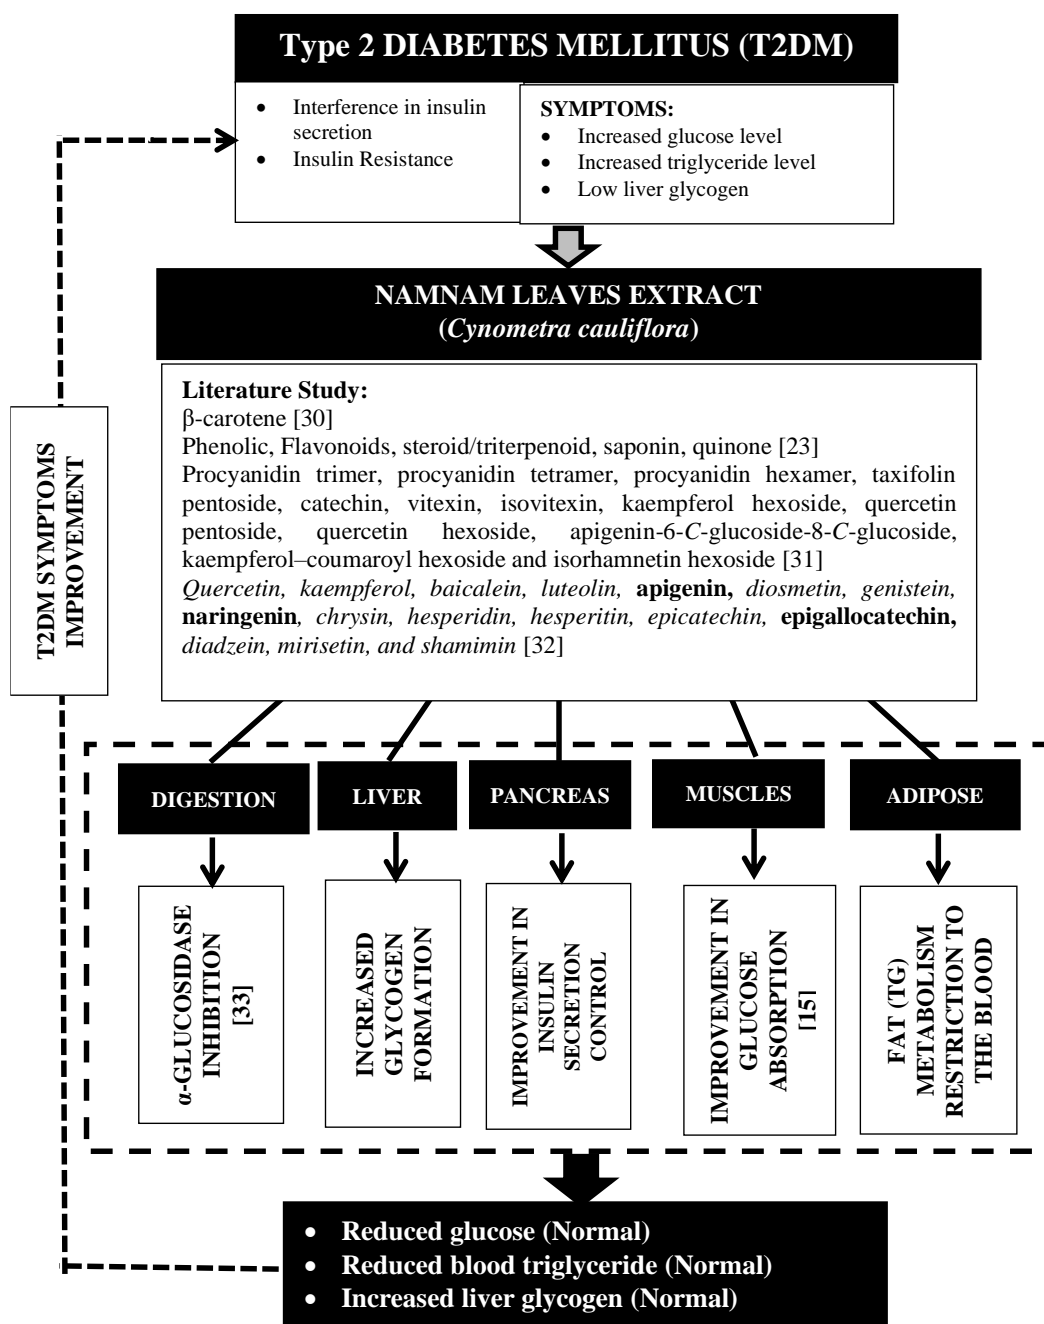 Type 2 DIABETES MELLITUS (T2DM)
• Interference in insulin
secretion
• Insulin Resistance
SYMPTOMS:
• Increased glucose level
• Increased triglyceride level
• Low liver glycogen
NAMNAM LEAVES EXTRACT
(Cynometra cauliflora)
Literature Study:
β-carotene [30]
Phenolic, Flavonoids, steroid/triterpenoid, saponin, quinone [23]
Procyanidin trimer, procyanidin tetramer, procyanidin hexamer, taxifolin
pentoside, catechin, vitexin, isovitexin, kaempferol hexoside, quercetin
pentoside, quercetin hexoside, apigenin-6-C-glucoside-8-C-glucoside,
kaempferol–coumaroyl hexoside and isorhamnetin hexoside [31]
Quercetin, kaempferol, baicalein, luteolin, apigenin, diosmetin, genistein,
naringenin, chrysin, hesperidin, hesperitin, epicatechin, epigallocatechin,
diadzein, mirisetin, and shamimin [32]
T2DM SYMPTOMS
IMPROVEMENT
DIGESTION
LIVER
PANCREAS
MUSCLES
ADIPOSE
α-GLUCOSIDASE
INHIBITION
[33]
INCREASED
GLYCOGEN
FORMATION
IMPROVEMENT IN
INSULIN
SECRETION
CONTROL
IMPROVEMENT IN
GLUCOSE
ABSORPTION
[15]
FAT (TG)
METABOLISM
RESTRICTION TO
THE BLOOD
• Reduced glucose (Normal)
• Reduced blood triglyceride (Normal)
• Increased liver glycogen (Normal)